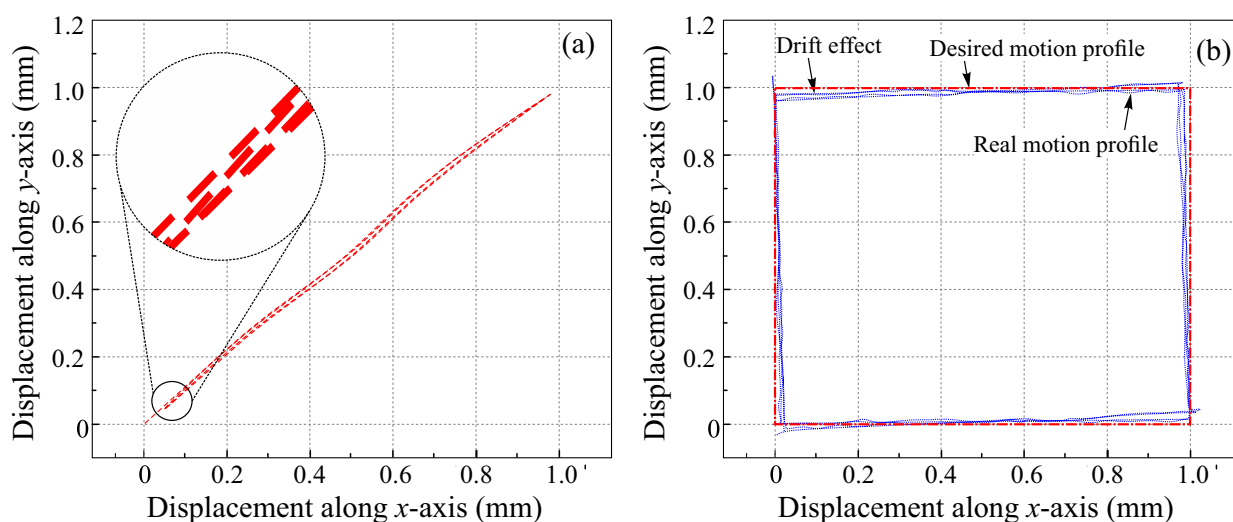 Displacement along y-axis (mm)
1.2
1.0
0.8
0.6
0.4
0.2
0
(a)
0 0.2 0.4 0.6 0.8 1.0 '
Displacement along x-axis (mm)
Displacement along y-axis (mm)
1.2
1.0
0.8
0.6
0.4
0.2
0
Drift effect
Desired motion profile
(b)
Real motion profile
0 0.2 0.4 0.6 0.8 1.0 '
Displacement along x-axis (mm)